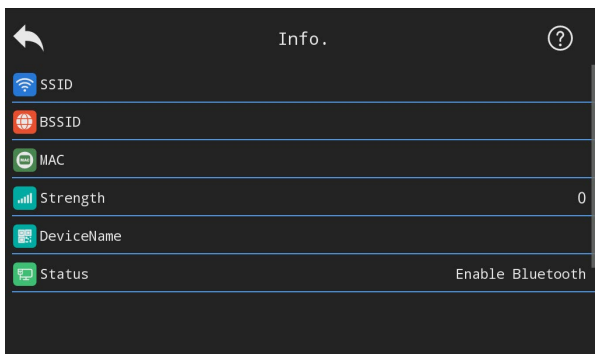 Info.
?
SSID
BSSID
MAC
Strength 0
DeviceName
Status Enable Bluetooth